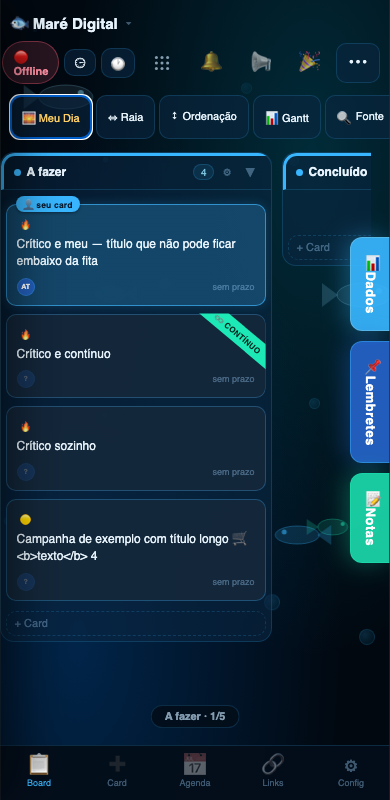 Maré Digital
Offline
Meu Dia
Raia
Ordenação
Gantt
Fonte
A fazer
4
Concluído
seu card
Crítico e meu — título que não pode ficar
embaixo da fita
AT
sem prazo
+ Card
CONTÍNUO
Crítico e contínuo
?
sem prazo
Crítico sozinho
?
sem prazo
Campanha de exemplo com título longo
<b>texto</b> 4
?
sem prazo
+ Card
Dados
Lembretes
Notas
A fazer · 1/5
17
Board
Card
Agenda
Links
Config